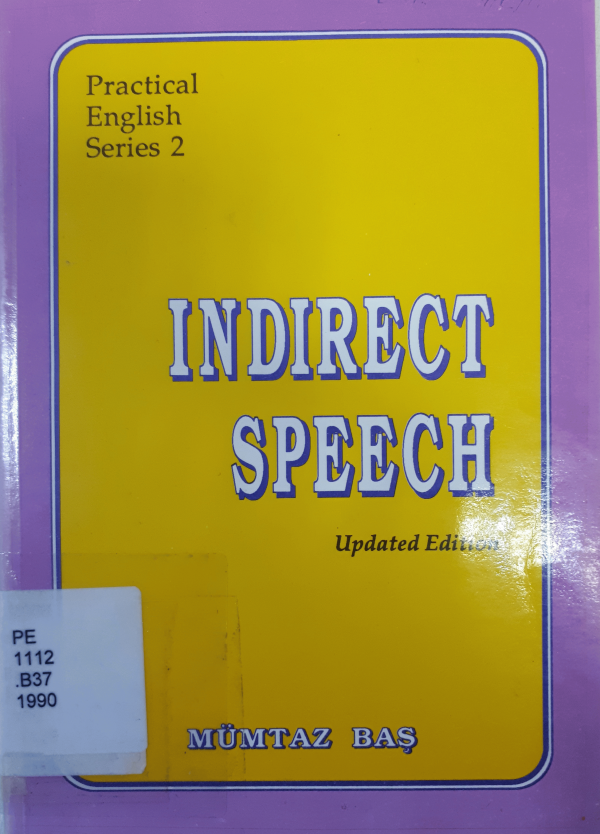 Practical
English
Series 2
INDIRECT
SPEECH
Updated Edition
PE
1112
.B37
1990
MÜMTAZ BAŞ